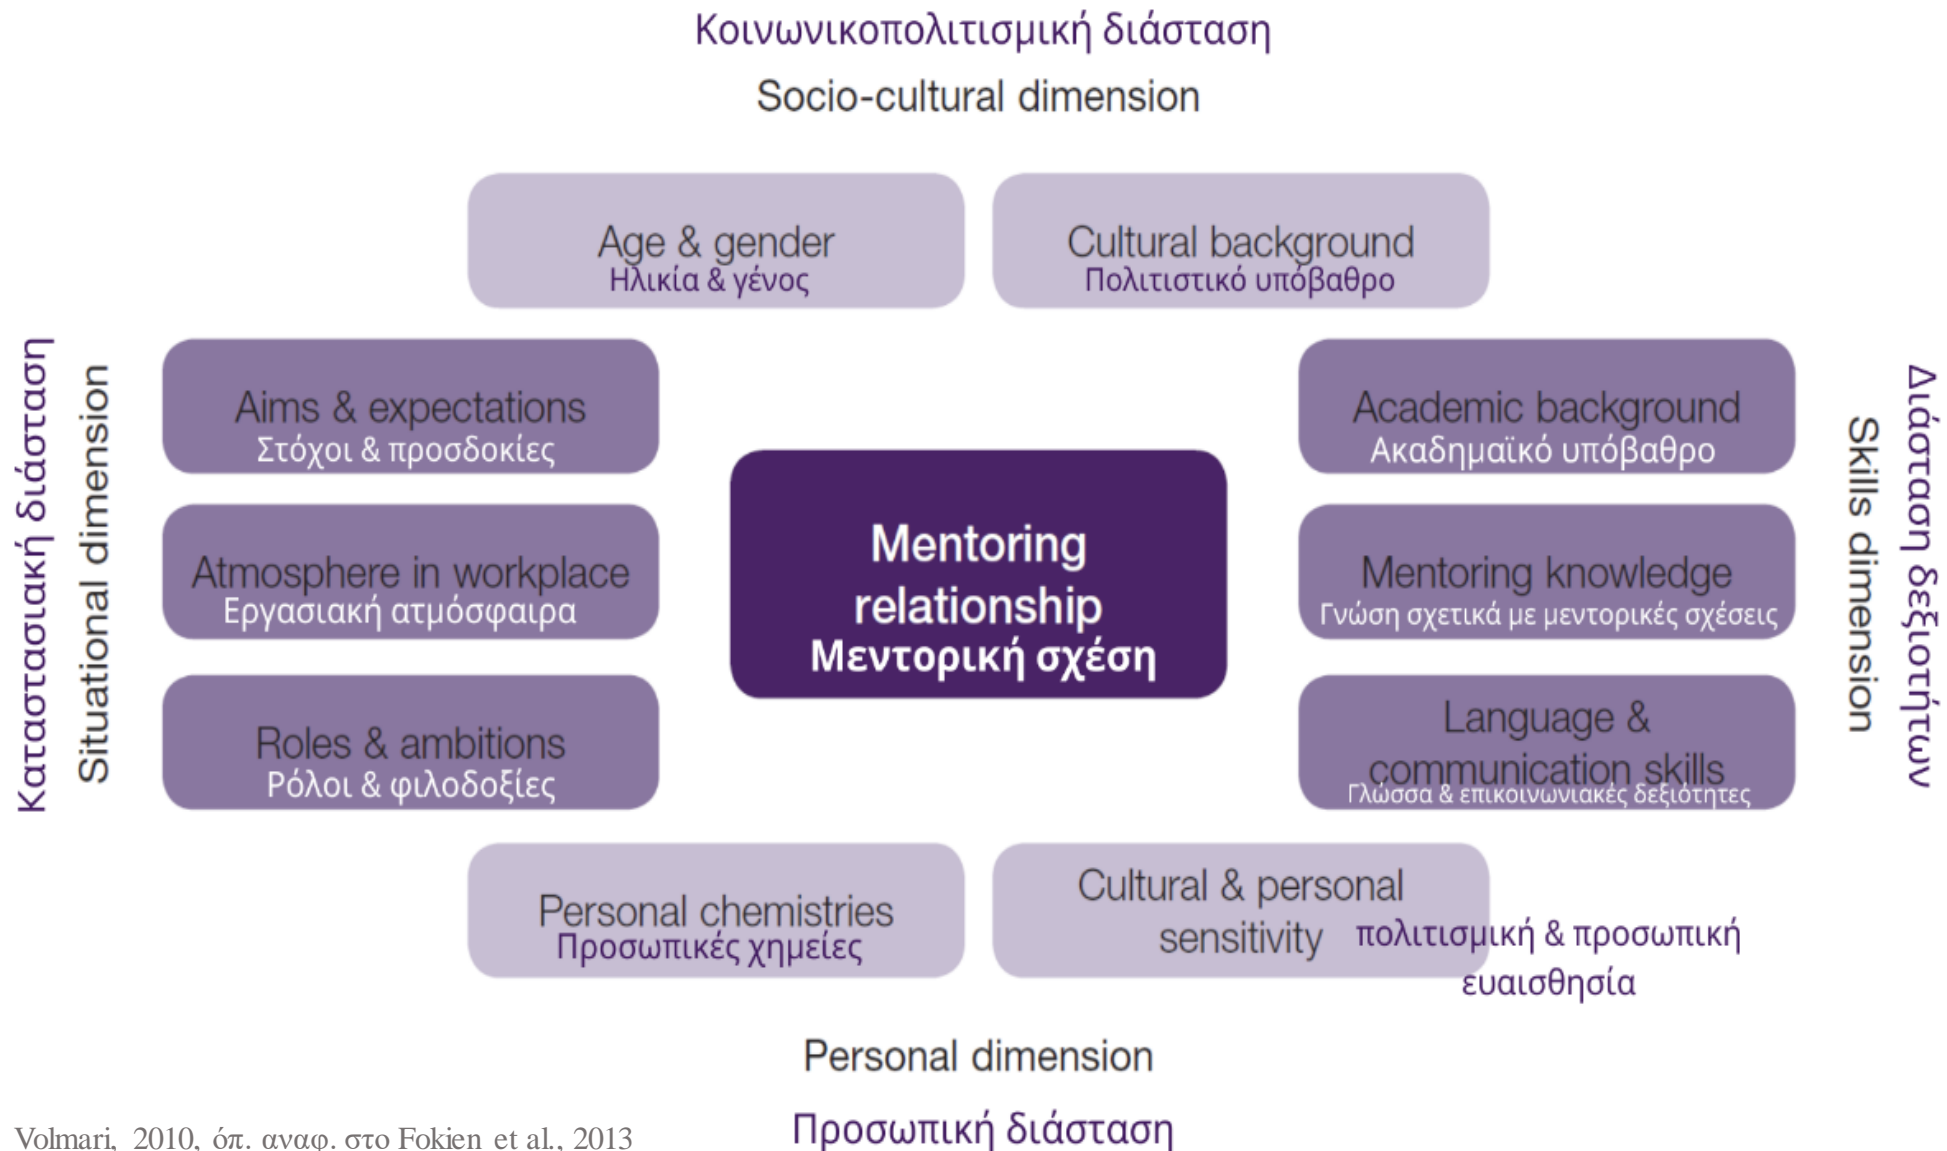 Κοινωνικοπολιτισμική διάσταση
Socio-cultural dimension
Age & gender
Ηλικία & γένος
Cultural background
Πολιτιστικό υπόβαθρο
Καταστασιακή διάσταση
Situational dimension
Aims & expectations
Στόχοι & προσδοκίες
Atmosphere in workplace
Εργασιακή ατμόσφαιρα
Roles & ambitions
Ρόλοι & φιλοδοξίες
Mentoring
relationship
Μεντορική σχέση
Academic background
Ακαδημαϊκό υπόβαθρο
Mentoring knowledge
Γνώση σχετικά με μεντορικές σχέσεις
Language &
communication skills
Γλώσσα & επικοινωνιακές δεξιότητες
Skills dimension
Διάσταση δεξιοτήτων
Personal chemistries
Προσωπικές χημείες
Cultural & personal
sensitivity
πολιτισμική & προσωπική
ευαισθησία
Personal dimension
Προσωπική διάσταση
Volmari, 2010, όπ. αναφ. στο Fokien et al., 2013